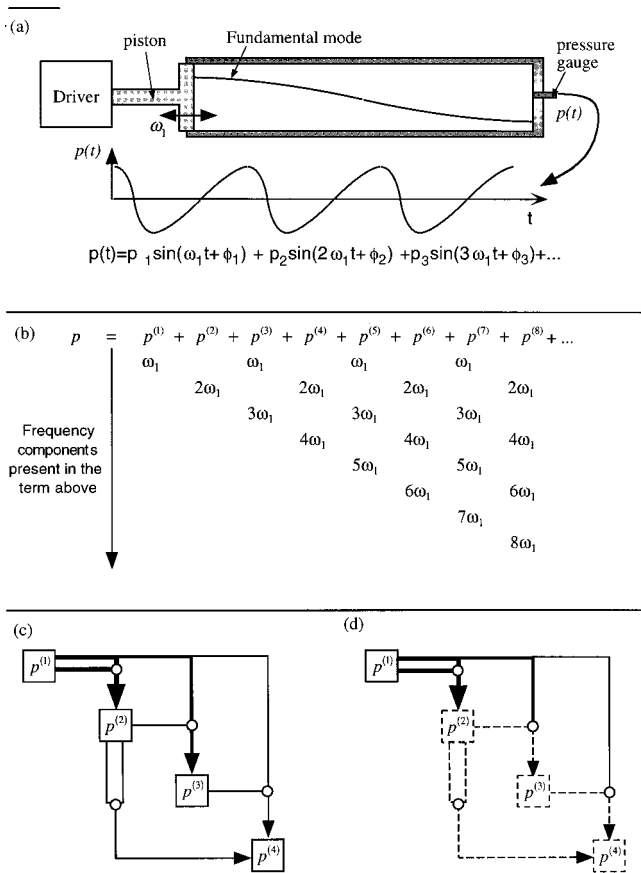 (a)
piston
Fundamental mode
pressure
gauge
Driver
ω₁
p(t)
p(t)
t
p(t)=p ₁sin(ω₁t+ϕ₁) + p₂sin(2ω₁t+ϕ₂) +p₃sin(3ω₁t+ϕ₃)+...
(b) p = p⁽¹⁾ + p⁽²⁾ + p⁽³⁾ + p⁽⁴⁾ + p⁽⁵⁾ + p⁽⁶⁾ + p⁽⁷⁾ + p⁽⁸⁾ + ...
ω₁ ω₁ ω₁ ω₁
2ω₁ 2ω₁ 2ω₁ 2ω₁
3ω₁ 3ω₁ 3ω₁
4ω₁ 4ω₁ 4ω₁
5ω₁ 5ω₁
6ω₁ 6ω₁
7ω₁
8ω₁
Frequency
components
present in the
term above
(c)
p⁽¹⁾
p⁽²⁾
p⁽³⁾
p⁽⁴⁾
(d)
p⁽¹⁾
p⁽²⁾
p⁽³⁾
p⁽⁴⁾